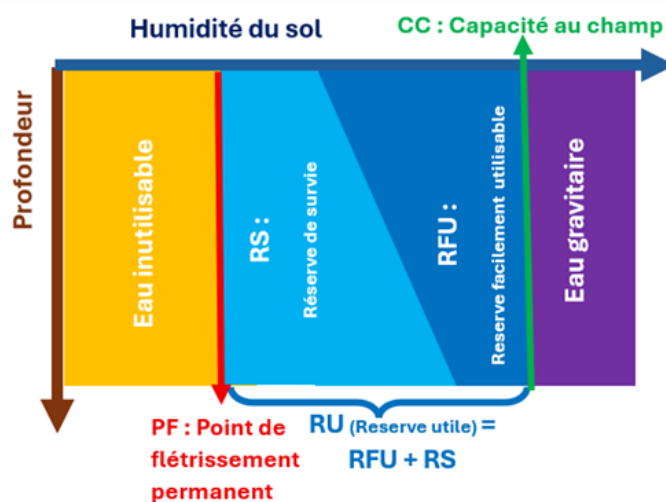 Humidité du sol
CC : Capacité au champ
Profondeur
Eau inutilisable
RS :
Réserve de survie
RFU :
Reserve facilement utilisable
Eau gravitaire
PF : Point de
flétrissement
permanent
RU (Reserve utile) =
RFU + RS